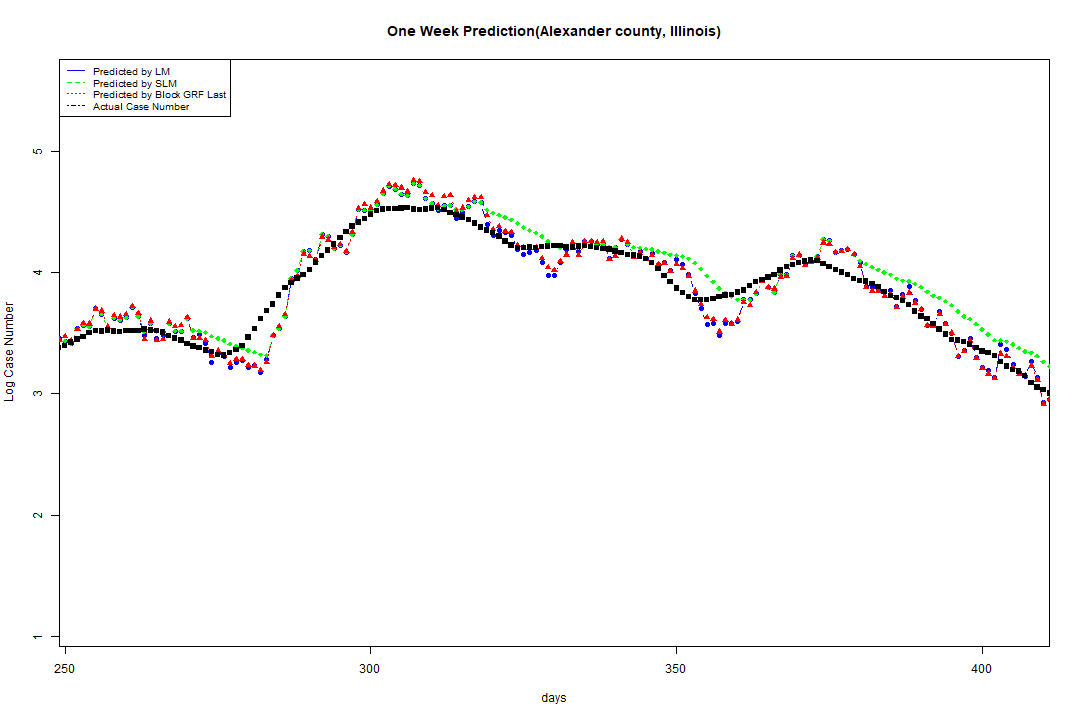 One Week Prediction(Alexander county, Illinois)
Predicted by LM
Predicted by SLM
Predicted by Block GRF Last
Actual Case Number
5
4
3
2
1
Log Case Number
250 300 350 400
days